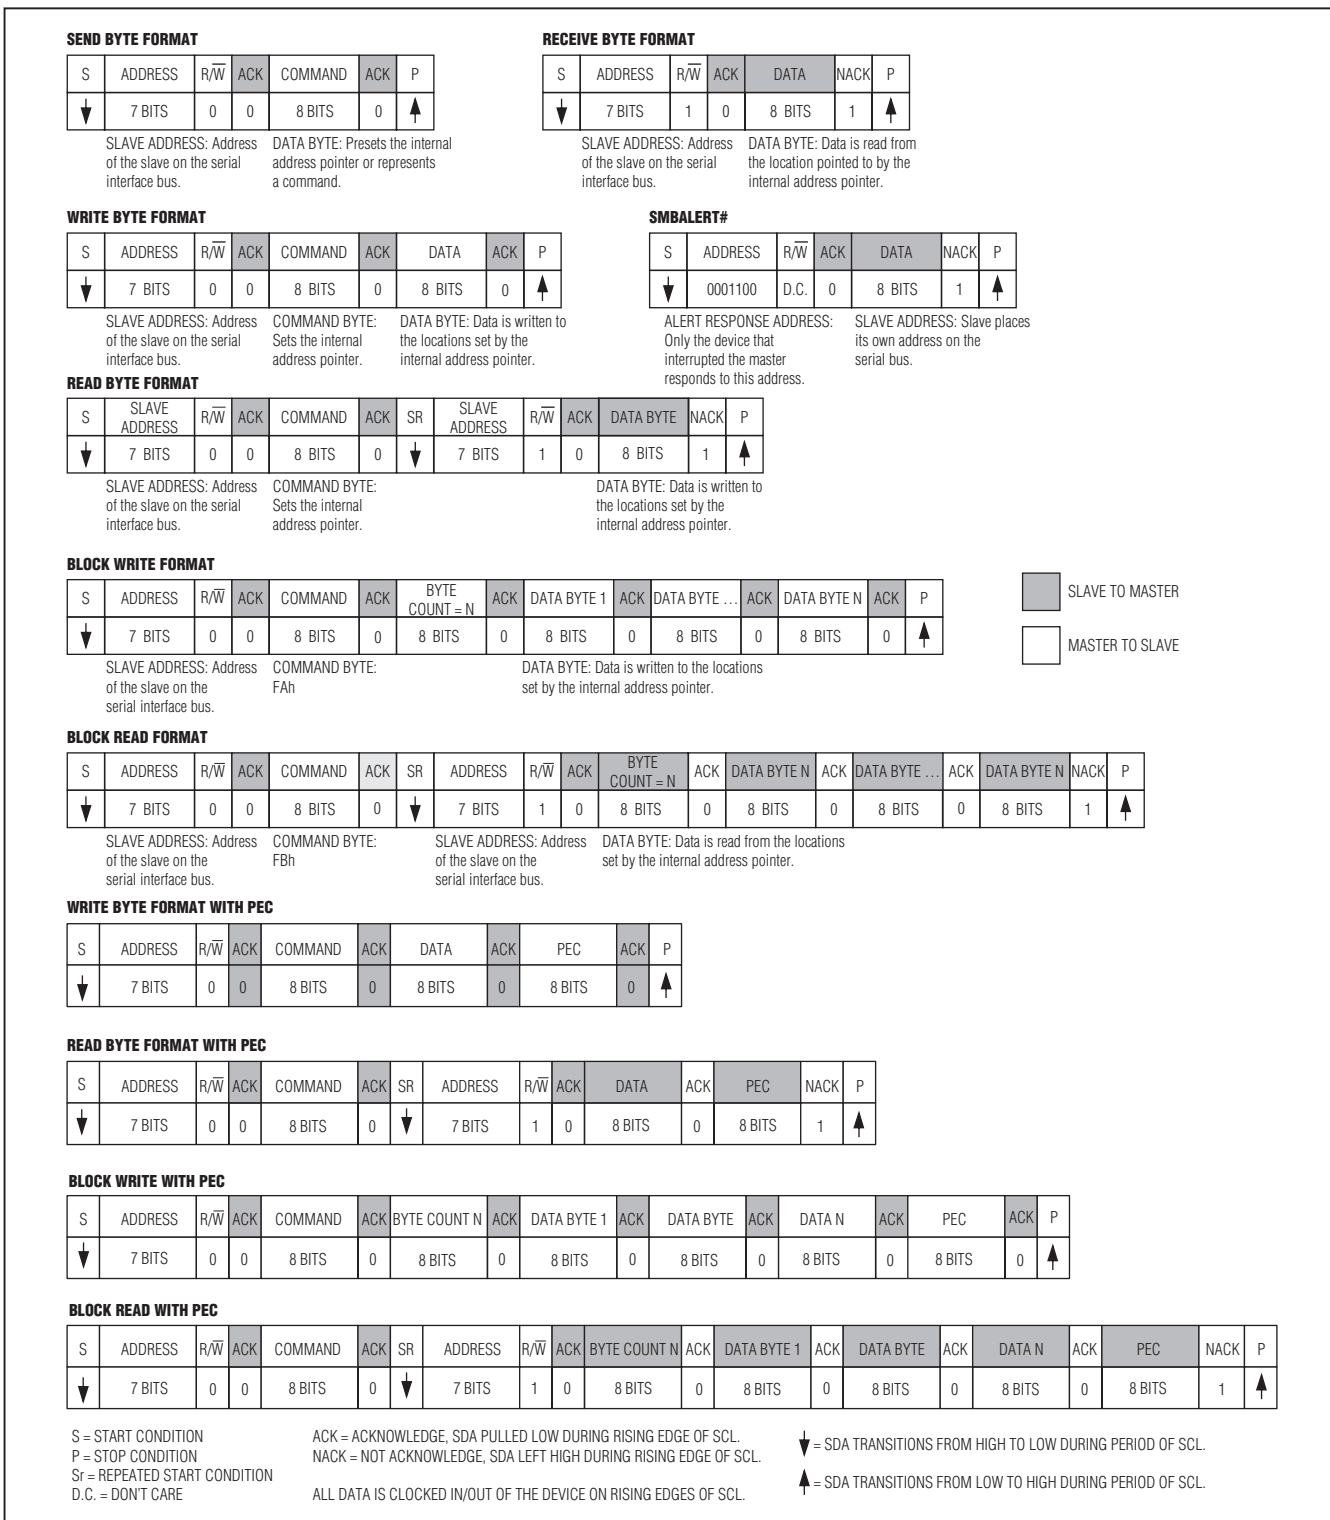 SEND BYTE FORMAT
S ADDRESS R/W ACK COMMAND ACK P
7 BITS 0 0 8 BITS 0
SLAVE ADDRESS: Address
of the slave on the serial
interface bus.
DATA BYTE: Presets the internal
address pointer or represents
a command.
RECEIVE BYTE FORMAT
S ADDRESS R/W ACK DATA NACK P
7 BITS 1 0 8 BITS 1
SLAVE ADDRESS: Address
of the slave on the serial
interface bus.
DATA BYTE: Data is read from
the location pointed to by the
internal address pointer.
WRITE BYTE FORMAT
S ADDRESS R/W ACK COMMAND ACK DATA ACK P
7 BITS 0 0 8 BITS 0 8 BITS 0
SLAVE ADDRESS: Address
of the slave on the serial
interface bus.
COMMAND BYTE:
Sets the internal
address pointer.
DATA BYTE: Data is written to
the locations set by the
internal address pointer.
SMBALERT#
S ADDRESS R/W ACK DATA NACK P
0001100 D.C. 0 8 BITS 1
ALERT RESPONSE ADDRESS:
Only the device that
interrupted the master
responds to this address.
SLAVE ADDRESS: Slave places
its own address on the
serial bus.
READ BYTE FORMAT
S SLAVE ADDRESS R/W ACK COMMAND ACK SR SLAVE ADDRESS R/W ACK DATA BYTE NACK P
7 BITS 0 0 8 BITS 0 7 BITS 1 0 8 BITS 1
SLAVE ADDRESS: Address
of the slave on the serial
interface bus.
COMMAND BYTE:
Sets the internal
address pointer.
DATA BYTE: Data is written to
the locations set by the
internal address pointer.
BLOCK WRITE FORMAT
S ADDRESS R/W ACK COMMAND ACK BYTE COUNT = N ACK DATA BYTE 1 ACK DATA BYTE ... ACK DATA BYTE N ACK P
7 BITS 0 0 8 BITS 0 8 BITS 0 8 BITS 0 8 BITS 0 8 BITS 0
SLAVE ADDRESS: Address
of the slave on the
serial interface bus.
COMMAND BYTE:
FAh
DATA BYTE: Data is written to the locations
set by the internal address pointer.
SLAVE TO MASTER
MASTER TO SLAVE
BLOCK READ FORMAT
S ADDRESS R/W ACK COMMAND ACK SR ADDRESS R/W ACK BYTE COUNT = N ACK DATA BYTE N ACK DATA BYTE ... ACK DATA BYTE N NACK P
7 BITS 0 0 8 BITS 0 7 BITS 1 0 8 BITS 0 8 BITS 0 8 BITS 0 8 BITS 1
SLAVE ADDRESS: Address
of the slave on the
serial interface bus.
COMMAND BYTE:
FBh
SLAVE ADDRESS: Address
of the slave on the
serial interface bus.
DATA BYTE: Data is read from the locations
set by the internal address pointer.
WRITE BYTE FORMAT WITH PEC
S ADDRESS R/W ACK COMMAND ACK DATA ACK PEC ACK P
7 BITS 0 0 8 BITS 0 8 BITS 0 8 BITS 0
READ BYTE FORMAT WITH PEC
S ADDRESS R/W ACK COMMAND ACK SR ADDRESS R/W ACK DATA ACK PEC NACK P
7 BITS 0 0 8 BITS 0 7 BITS 1 0 8 BITS 0 8 BITS 1
BLOCK WRITE WITH PEC
S ADDRESS R/W ACK COMMAND ACK BYTE COUNT N ACK DATA BYTE 1 ACK DATA BYTE ACK DATA N ACK PEC ACK P
7 BITS 0 0 8 BITS 0 8 BITS 0 8 BITS 0 8 BITS 0 8 BITS 0 8 BITS 0
BLOCK READ WITH PEC
S ADDRESS R/W ACK COMMAND ACK SR ADDRESS R/W ACK BYTE COUNT N ACK DATA BYTE 1 ACK DATA BYTE ACK DATA N ACK PEC NACK P
7 BITS 0 0 8 BITS 0 7 BITS 1 0 8 BITS 0 8 BITS 0 8 BITS 0 8 BITS 0 8 BITS 1
S = START CONDITION
P = STOP CONDITION
Sr = REPEATED START CONDITION
D.C. = DON'T CARE
ACK = ACKNOWLEDGE, SDA PULLED LOW DURING RISING EDGE OF SCL.
NACK = NOT ACKNOWLEDGE, SDA LEFT HIGH DURING RISING EDGE OF SCL.
ALL DATA IS CLOCKED IN/OUT OF THE DEVICE ON RISING EDGES OF SCL.
= SDA TRANSITIONS FROM HIGH TO LOW DURING PERIOD OF SCL.
= SDA TRANSITIONS FROM LOW TO HIGH DURING PERIOD OF SCL.